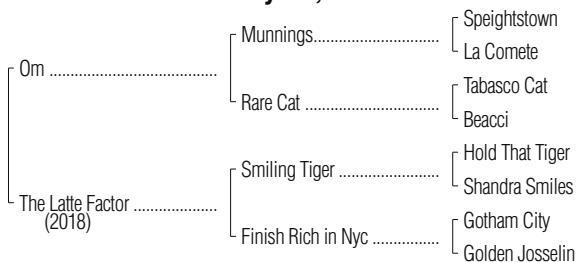 Speightstown
Munnings
La Comete
Om
Tabasco Cat
Rare Cat
Beacci
Hold That Tiger
Smiling Tiger
Shandra Smiles
The Latte Factor
(2018)
Gotham City
Finish Rich in Nyc
Golden Josselin